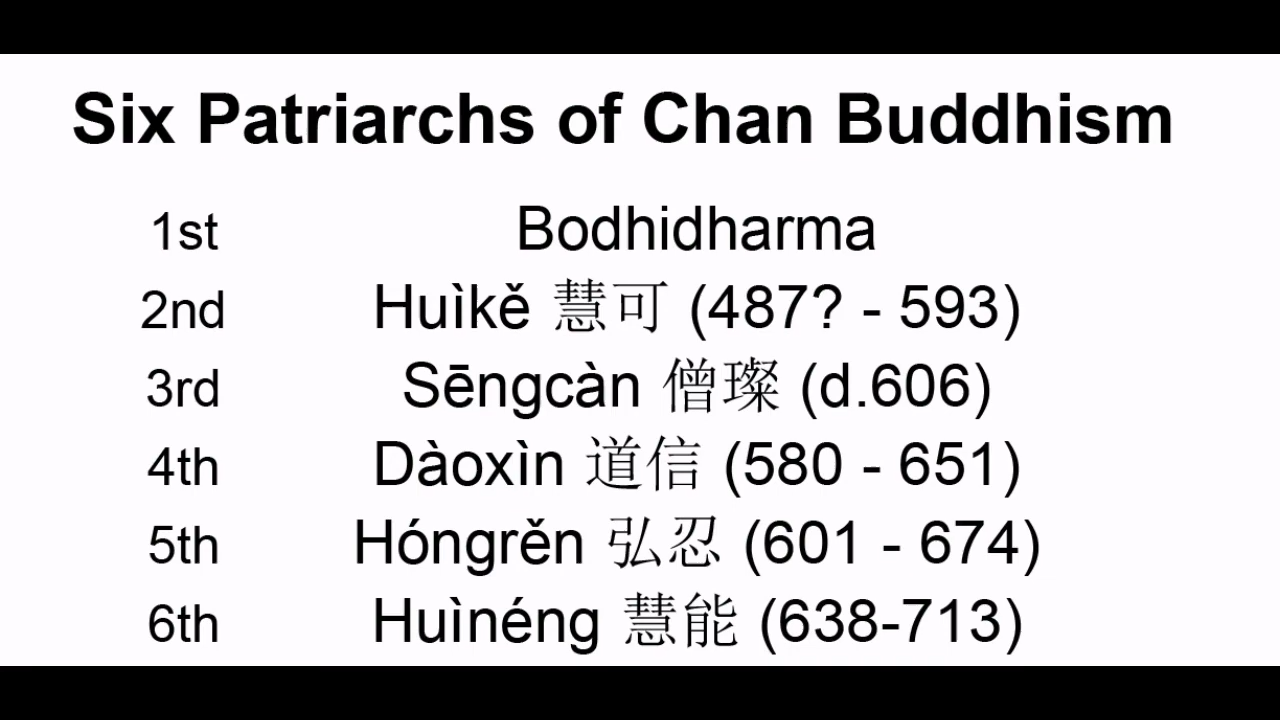 Six Patriarchs of Chan Buddhism
1st Bodhidharma
2nd Huìkě 慧可 (487? - 593)
3rd Sēngcàn 僧璨 (d.606)
4th Dàoxìn 道信 (580 - 651)
5th Hóngrěn 弘忍 (601 - 674)
6th Huìnéng 慧能 (638-713)